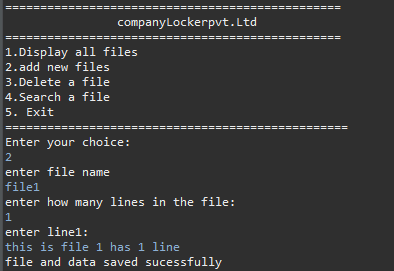 ================================================
companyLockerpvt.Ltd
================================================
1.Display all files
2.add new files
3.Delete a file
4.Search a file
5. Exit
=================================================
Enter your choice:
2
enter file name
file1
enter how many lines in the file:
1
enter line1:
this is file 1 has 1 line
file and data saved sucessfully